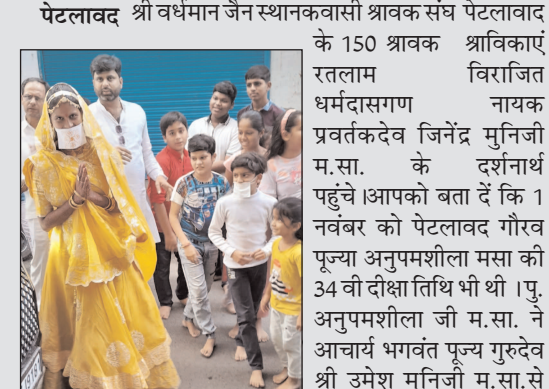 पेटलावद श्री वर्धमान जैन स्थानकवासी श्रावक संघ पेटलावाद
के 150 श्रावक श्राविकाएं
रतलाम विराजित
धर्मदासगण नायक
प्रवर्तकदेव जिनेंद्र मुनिजी
म.सा. के दर्शनार्थ
पहुंचे।आपको बता दें कि 1
नवंबर को पेटलावद गौरव
पूज्या अनुपमशीला मसा की
34 वी दीक्षा तिथि भी थी ।पु.
अनुपमशीला जी म.सा. ने
आचार्य भगवंत पूज्य गुरुदेव
श्री उमेश मुनिजी म.सा.से